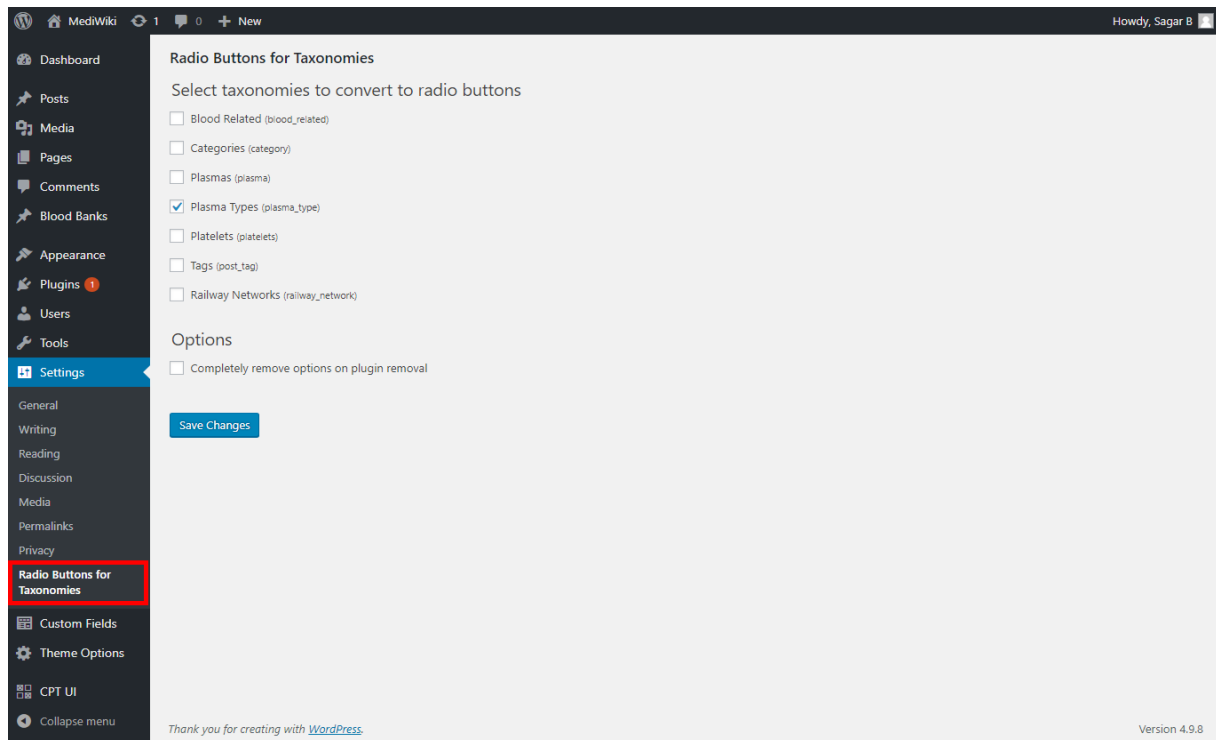 MediWiki 1 0 New Howdy, Sagar B
Dashboard
Posts
Media
Pages
Comments
Blood Banks
Appearance
Plugins 1
Users
Tools
Settings
General
Writing
Reading
Discussion
Media
Permalinks
Privacy
Radio Buttons for
Taxonomies
Custom Fields
Theme Options
CPT UI
Collapse menu
Radio Buttons for Taxonomies
Select taxonomies to convert to radio buttons
Blood Related (blood_related)
Categories (category)
Plasmas (plasma)
Plasma Types (plasma_type)
Platelets (platelets)
Tags (post_tag)
Railway Networks (railway_network)
Options
Completely remove options on plugin removal
Save Changes
Thank you for creating with WordPress.
Version 4.9.8